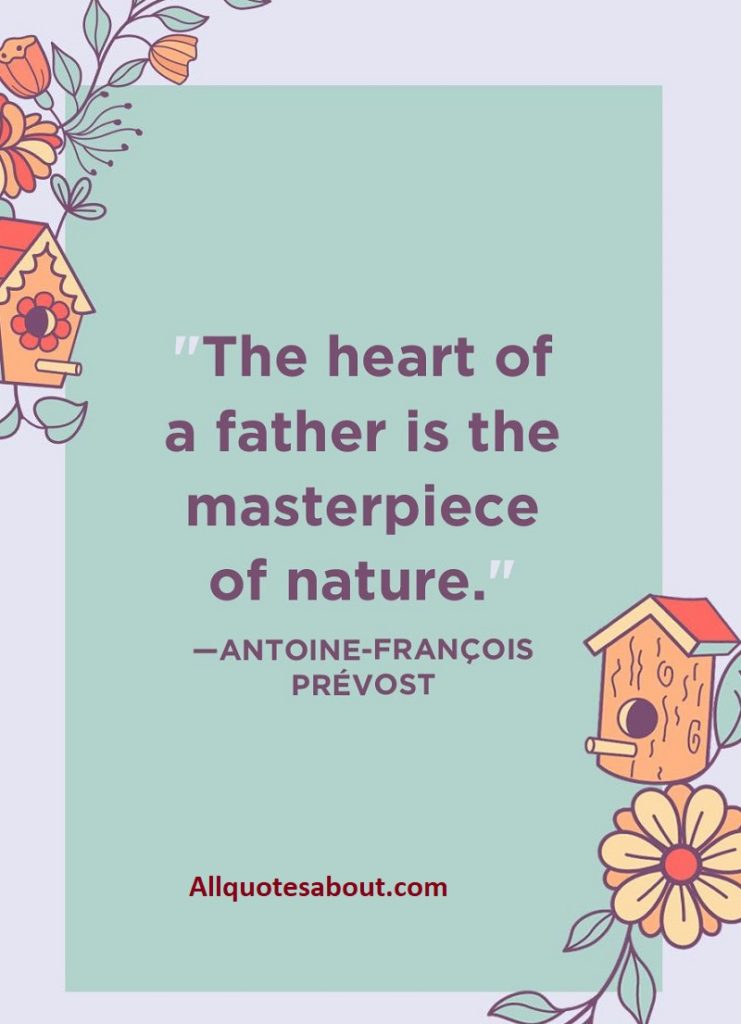 "The heart of
a father is the
masterpiece
of nature."
—ANTOINE-FRANÇOIS
PRÉVOST
Allquotesabout.com